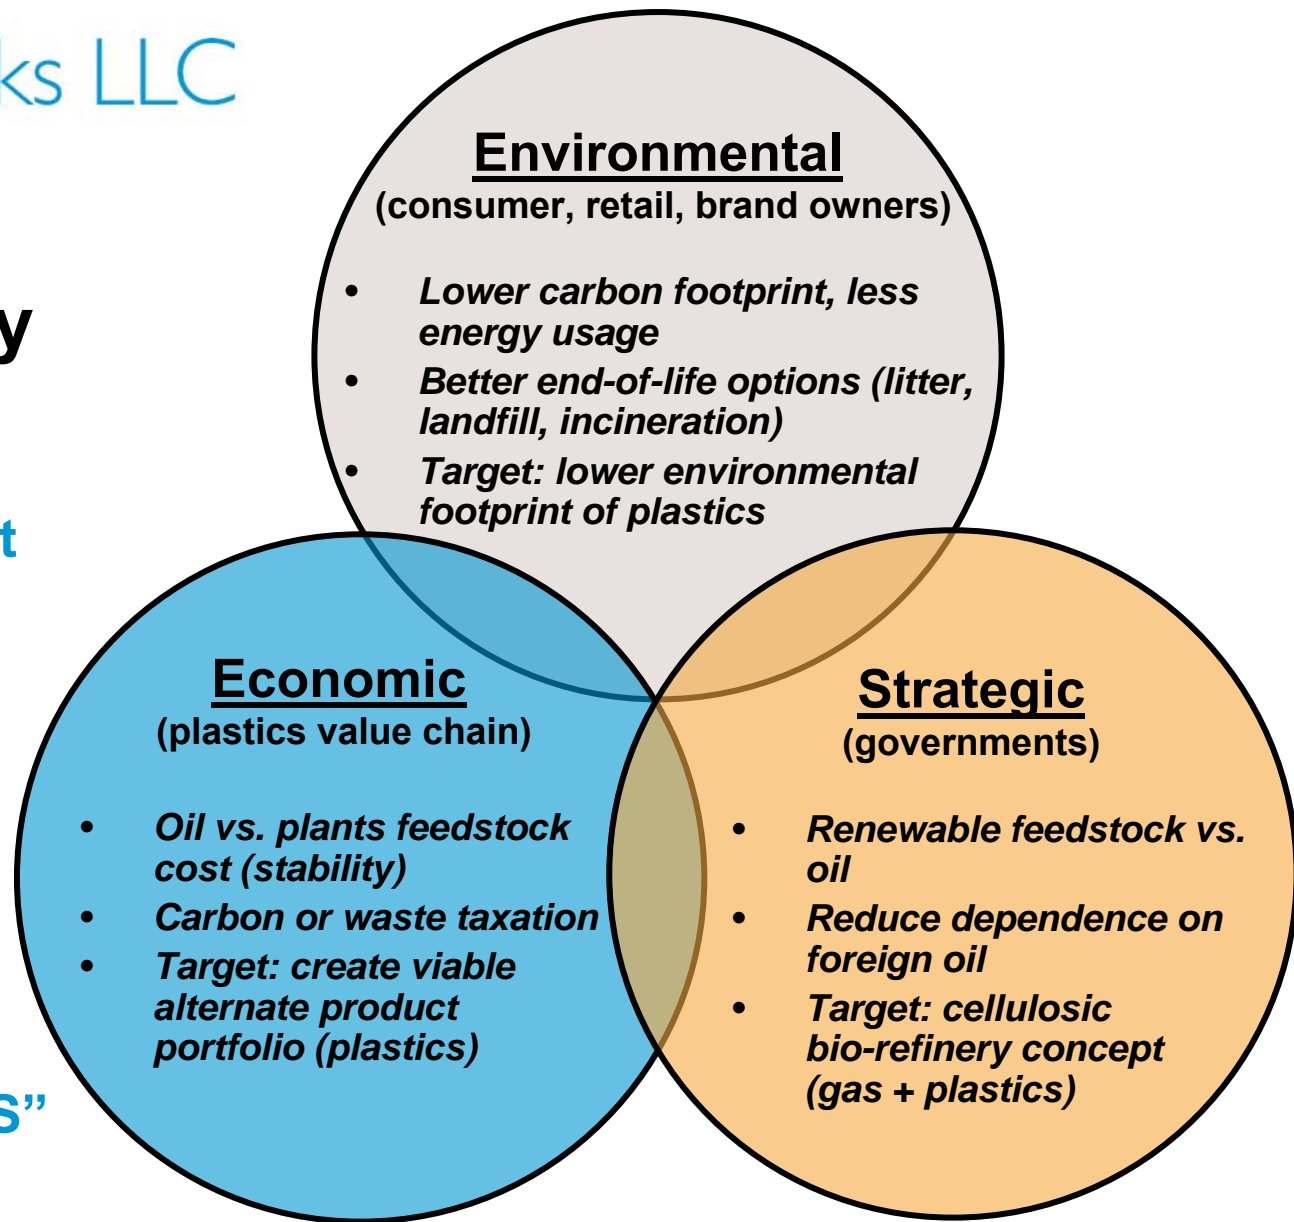 ks LLC
Environmental
(consumer, retail, brand owners)
• Lower carbon footprint, less
energy usage
• Better end-of-life options (litter,
landfill, incineration)
• Target: lower environmental
footprint of plastics
y
t
S”
Economic
(plastics value chain)
• Oil vs. plants feedstock
cost (stability)
• Carbon or waste taxation
• Target: create viable
alternate product
portfolio (plastics)
Strategic
(governments)
• Renewable feedstock vs.
oil
• Reduce dependence on
foreign oil
• Target: cellulosic
bio-refinery concept
(gas + plastics)